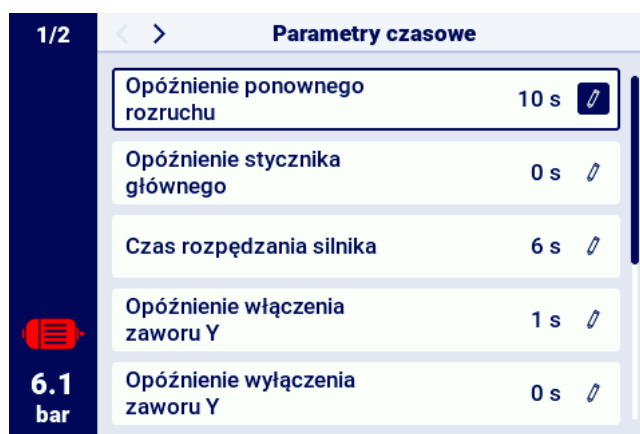 1/2
Parametry czasowe
Opóźnienie ponownego
rozruchu
10 s
Opóźnienie stycznika
głównego
0 s
Czas rozpędzania silnika
6 s
Opóźnienie włączenia
zaworu Y
1 s
Opóźnienie wyłączenia
zaworu Y
0 s
6.1
bar